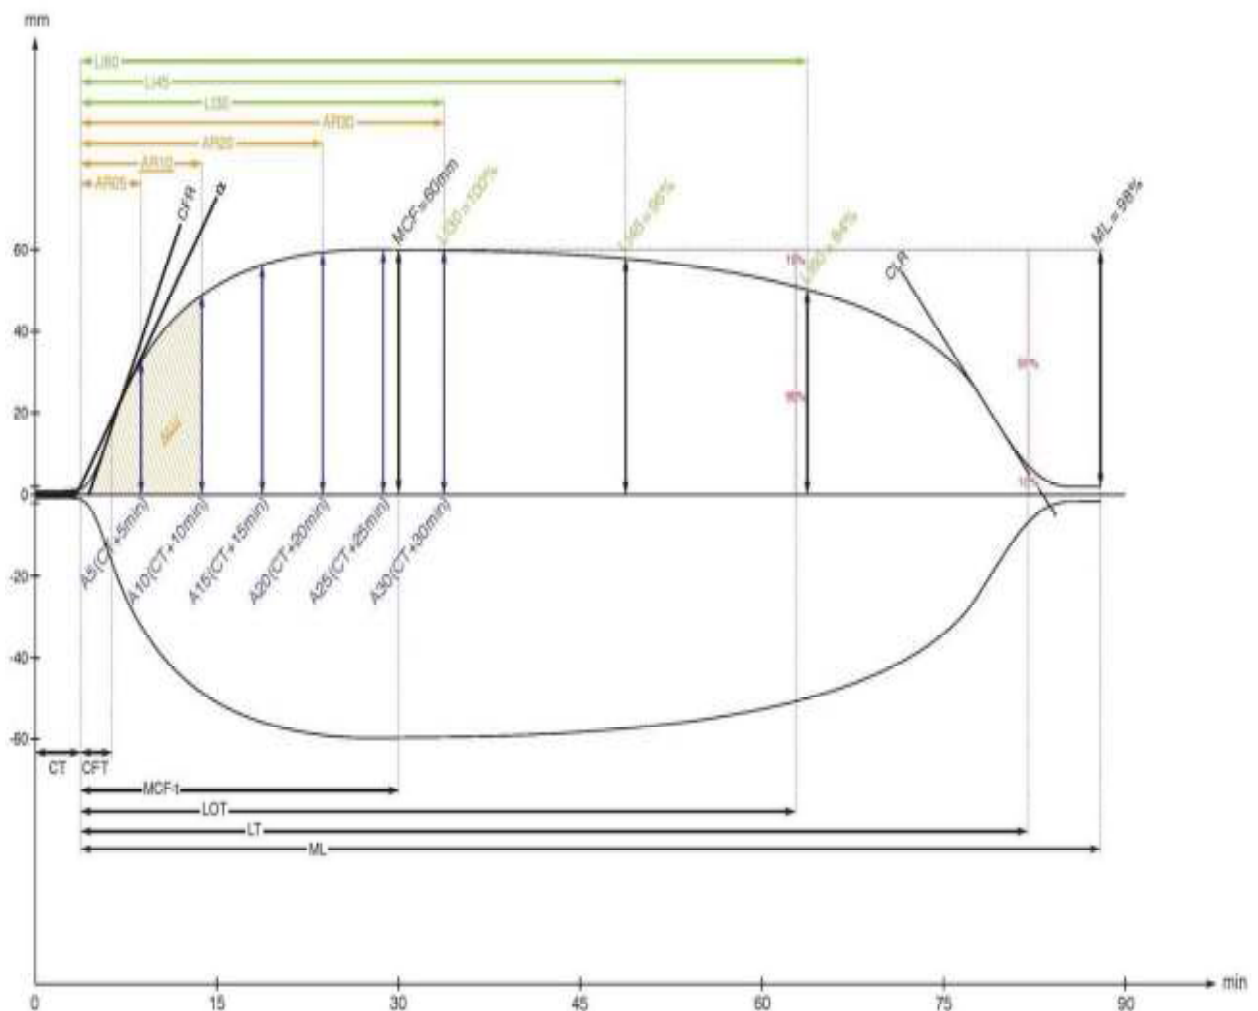 mm
LI60
LI45
LI30
AR30
AR20
AR10
AR05
CFR
α
MCF=60mm
LI30=100%
LI45=96%
LI60=84%
CLR
ML=98%
60
40
20
0
-20
-40
-60
15%
90%
10%
A5(CT+5min)
A10(CT+10min)
A15(CT+15min)
A20(CT+20min)
A25(CT+25min)
A30(CT+30min)
CT
CFT
MCF-t
LOT
LT
ML
0
15
30
45
60
75
90
min